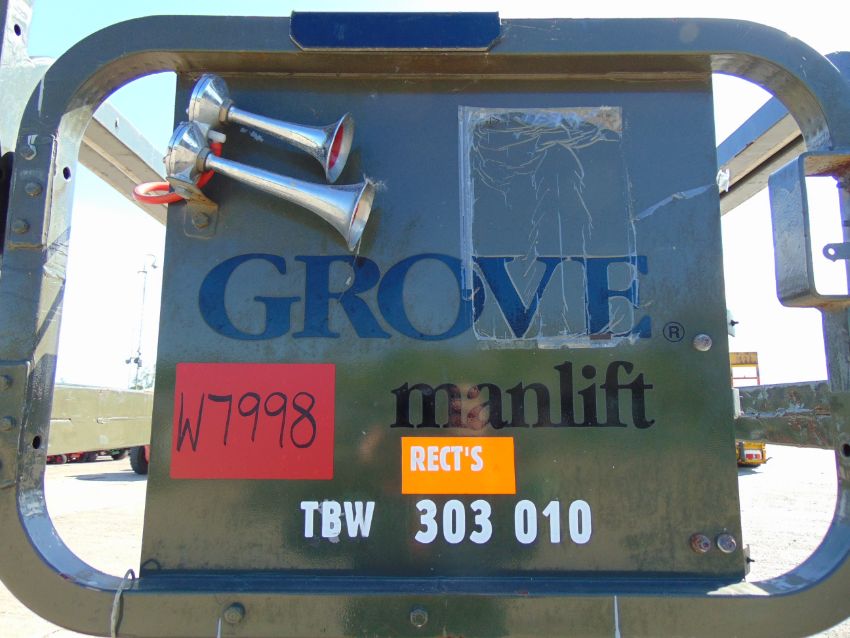 GROVE®
manlift
W7998
RECT'S
TBW 303 010